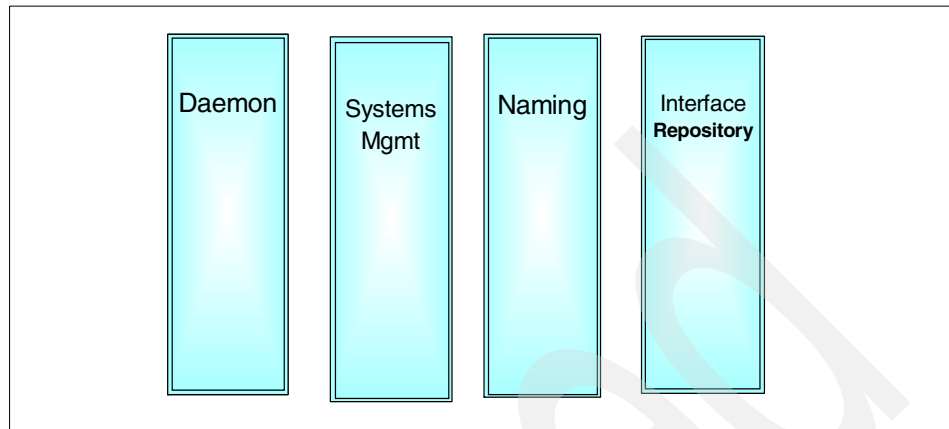 Daemon
Systems
Mgmt
Naming
Interface
Repository